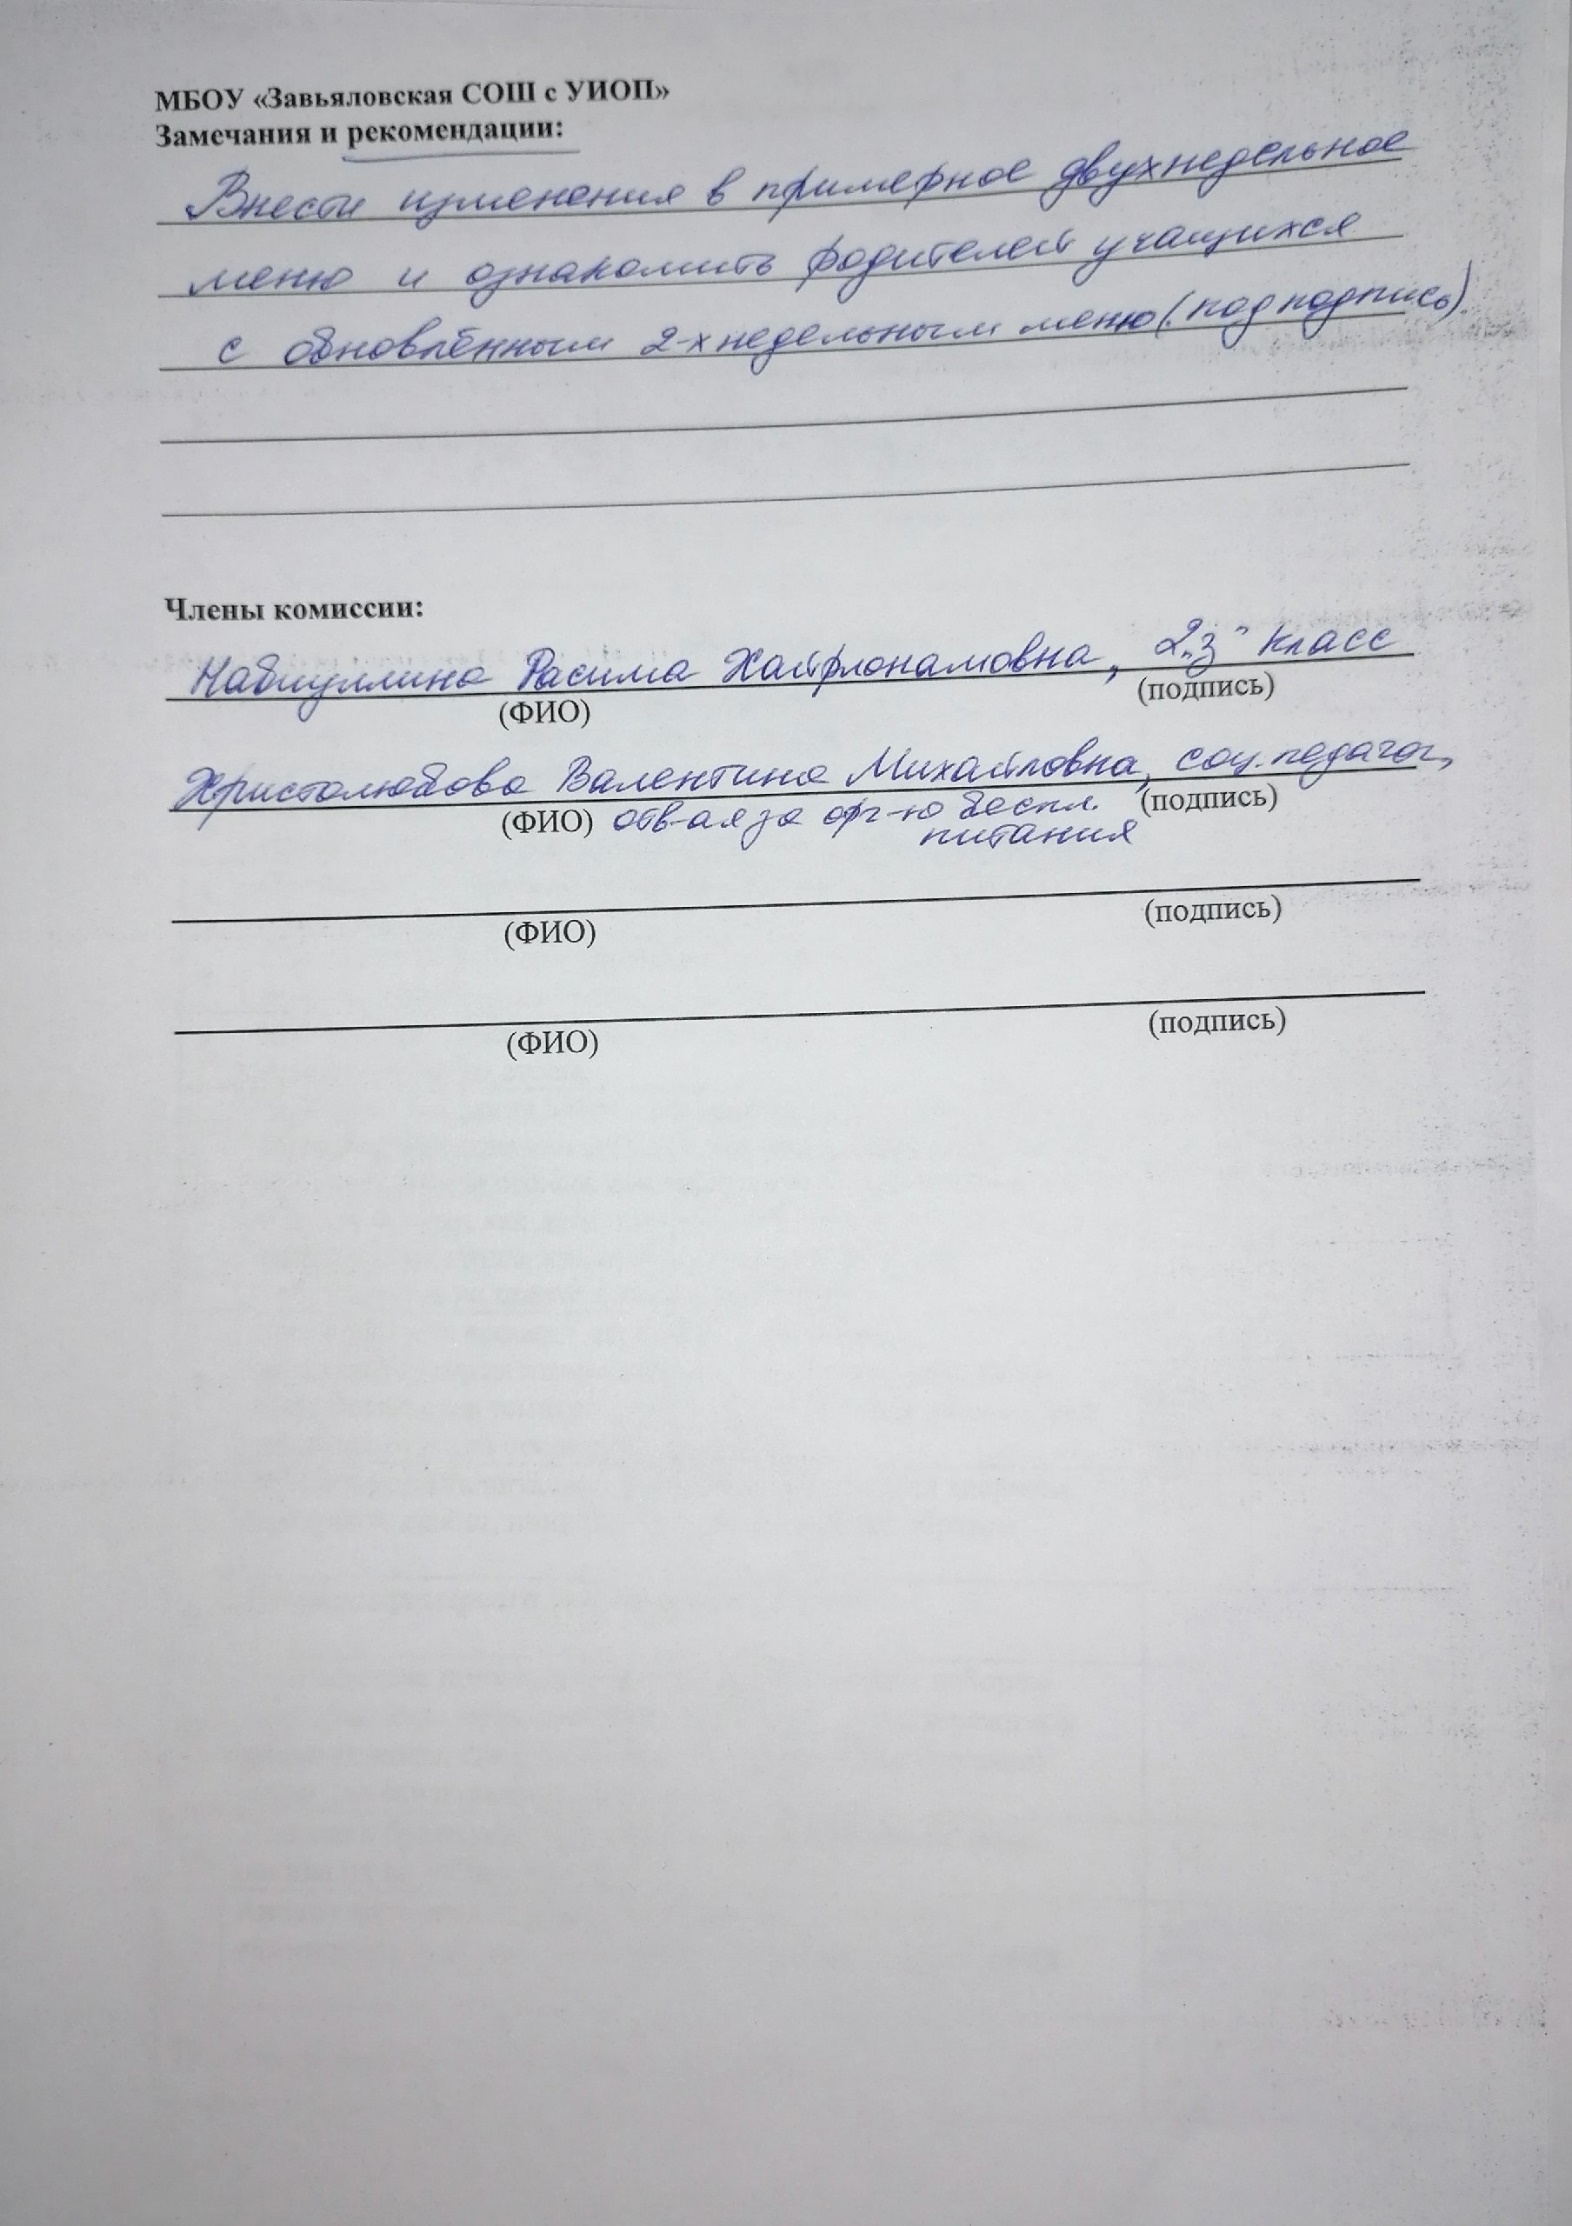 МБОУ «Завьяловская СОШ с УИОП»
Замечания и рекомендации:
Внести изменения в примерное двухнедельное
меню и ознакомить родителей учащихся
с обновлённым 2-х недельным меню (под подпись).
Члены комиссии:
Набиуллина Расима, 2 „З" класс
(ФИО) (подпись)
Христолюбова Валентина Михайловна, соц. педагог,
(ФИО) отв-ая за орг-ю беспл. (подпись)
питания
(ФИО) (подпись)
(ФИО) (подпись)